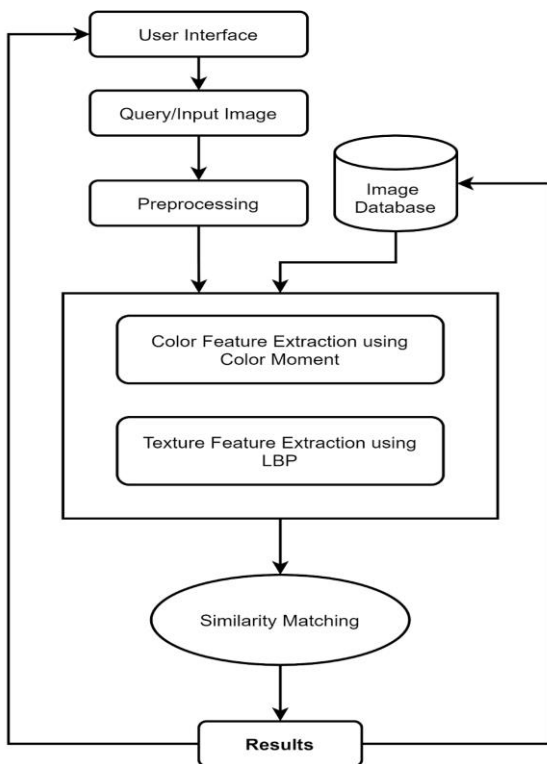 User Interface
Query/Input Image
Preprocessing
Image
Database
Color Feature Extraction using
Color Moment
Texture Feature Extraction using
LBP
Similarity Matching
Results